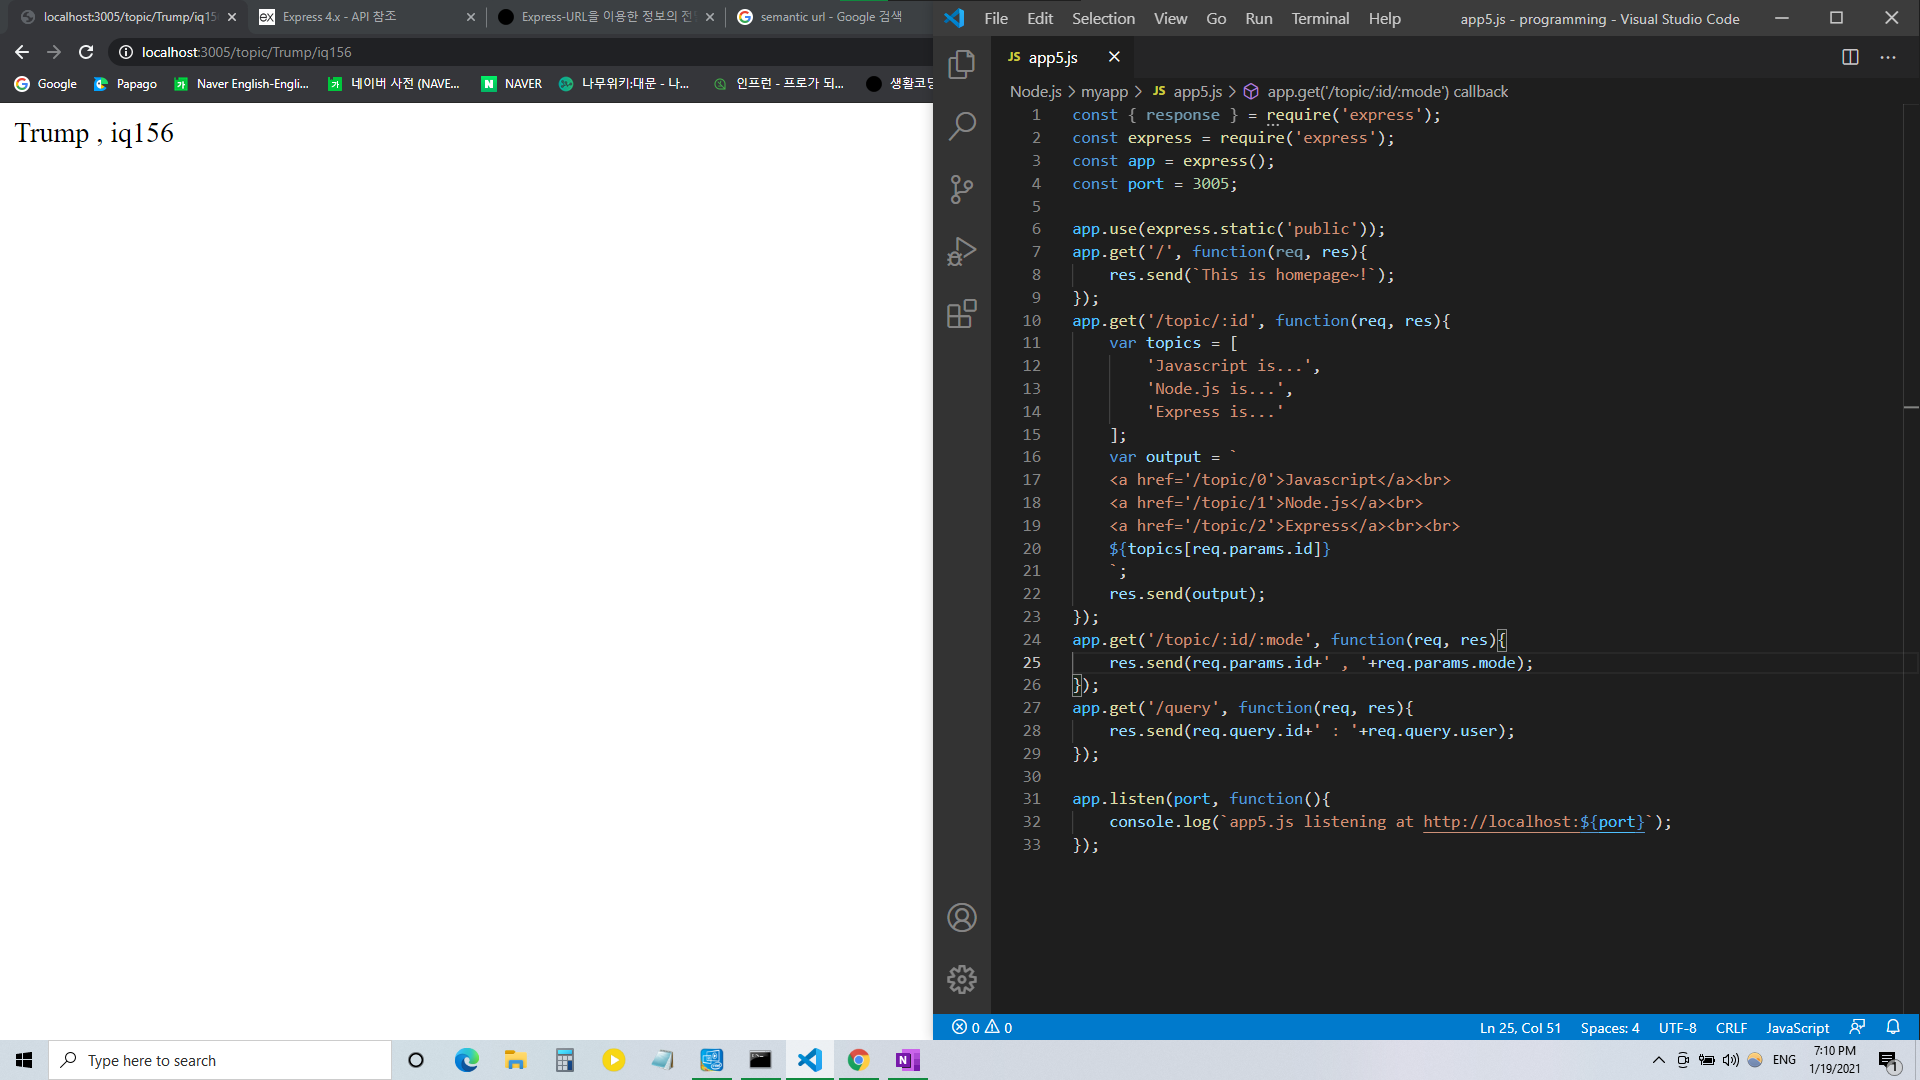 localhost:3005/topic/Trump/iq15
Express 4.x - API 참조
Express-URL을 이용한 정보의 전
semantic url - Google 검색
localhost:3005/topic/Trump/iq156
Google
Papago
Naver English-Engli...
네이버 사전 (NAVE...
NAVER
나무위키:대문 - 나...
인프런 - 프로가 되...
생활코딩
Trump , iq156
File Edit Selection View Go Run Terminal Help
app5.js - programming - Visual Studio Code
JS app5.js
Node.js > myapp > JS app5.js > app.get('/topic/:id/:mode') callback
1 const { response } = require('express');
2 const express = require('express');
3 const app = express();
4 const port = 3005;
5
6 app.use(express.static('public'));
7 app.get('/', function(req, res){
8     res.send(`This is homepage~!`);
9 });
10 app.get('/topic/:id', function(req, res){
11     var topics = [
12         'Javascript is...',
13         'Node.js is...',
14         'Express is...'
15     ];
16     var output = `
17     <a href='/topic/0'>Javascript</a><br>
18     <a href='/topic/1'>Node.js</a><br>
19     <a href='/topic/2'>Express</a><br><br>
20     ${topics[req.params.id]}
21     `;
22     res.send(output);
23 });
24 app.get('/topic/:id/:mode', function(req, res){
25     res.send(req.params.id+' , '+req.params.mode);
26 });
27 app.get('/query', function(req, res){
28     res.send(req.query.id+' : '+req.query.user);
29 });
30
31 app.listen(port, function(){
32     console.log(`app5.js listening at http://localhost:${port}`);
33 });
0 0
Ln 25, Col 51 Spaces: 4 UTF-8 CRLF JavaScript
Type here to search
ENG
7:10 PM
1/19/2021
1